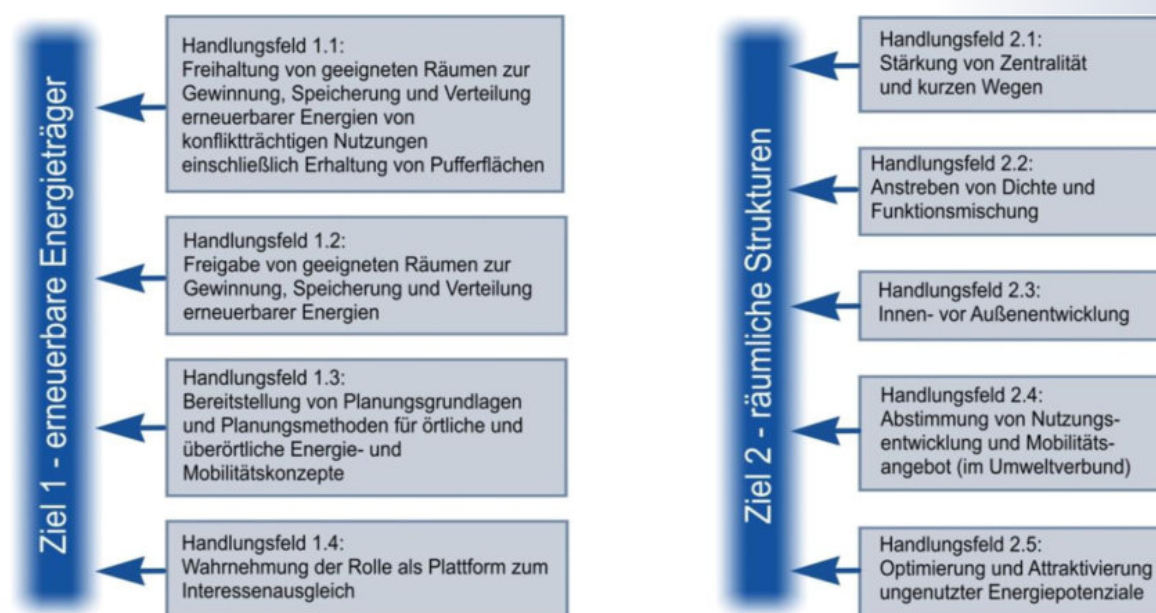 Ziel 1 - erneuerbare Energieträger
Handlungsfeld 1.1:
Freihaltung von geeigneten Räumen zur
Gewinnung, Speicherung und Verteilung
erneuerbarer Energien von
konfliktträchtigen Nutzungen
einschließlich Erhaltung von Pufferflächen
Handlungsfeld 1.2:
Freigabe von geeigneten Räumen zur
Gewinnung, Speicherung und Verteilung
erneuerbarer Energien
Handlungsfeld 1.3:
Bereitstellung von Planungsgrundlagen
und Planungsmethoden für örtliche und
überörtliche Energie- und
Mobilitätskonzepte
Handlungsfeld 1.4:
Wahrnehmung der Rolle als Plattform zum
Interessenausgleich
Ziel 2 - räumliche Strukturen
Handlungsfeld 2.1:
Stärkung von Zentralität
und kurzen Wegen
Handlungsfeld 2.2:
Anstreben von Dichte und
Funktionsmischung
Handlungsfeld 2.3:
Innen- vor Außenentwicklung
Handlungsfeld 2.4:
Abstimmung von Nutzungs-
entwicklung und Mobilitäts-
angebot (im Umweltverbund)
Handlungsfeld 2.5:
Optimierung und Attraktivierung
ungenutzter Energiepotenziale